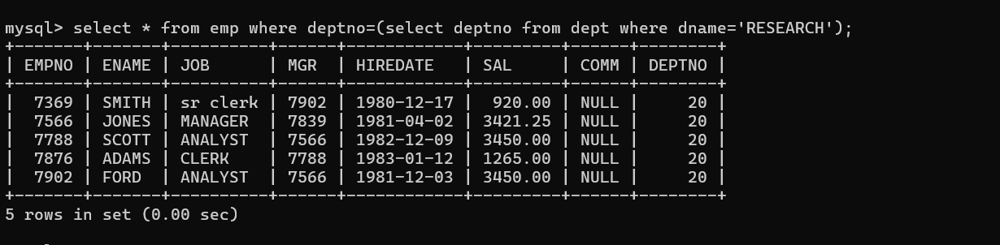 mysql> select * from emp where deptno=(select deptno from dept where dname='RESEARCH');
+-------+-------+----------+------+------------+---------+------+--------+
| EMPNO | ENAME | JOB      | MGR  | HIREDATE   | SAL     | COMM | DEPTNO |
+-------+-------+----------+------+------------+---------+------+--------+
|  7369 | SMITH | sr clerk | 7902 | 1980-12-17 |  920.00 | NULL |     20 |
|  7566 | JONES | MANAGER  | 7839 | 1981-04-02 | 3421.25 | NULL |     20 |
|  7788 | SCOTT | ANALYST  | 7566 | 1982-12-09 | 3450.00 | NULL |     20 |
|  7876 | ADAMS | CLERK    | 7788 | 1983-01-12 | 1265.00 | NULL |     20 |
|  7902 | FORD  | ANALYST  | 7566 | 1981-12-03 | 3450.00 | NULL |     20 |
+-------+-------+----------+------+------------+---------+------+--------+
5 rows in set (0.00 sec)